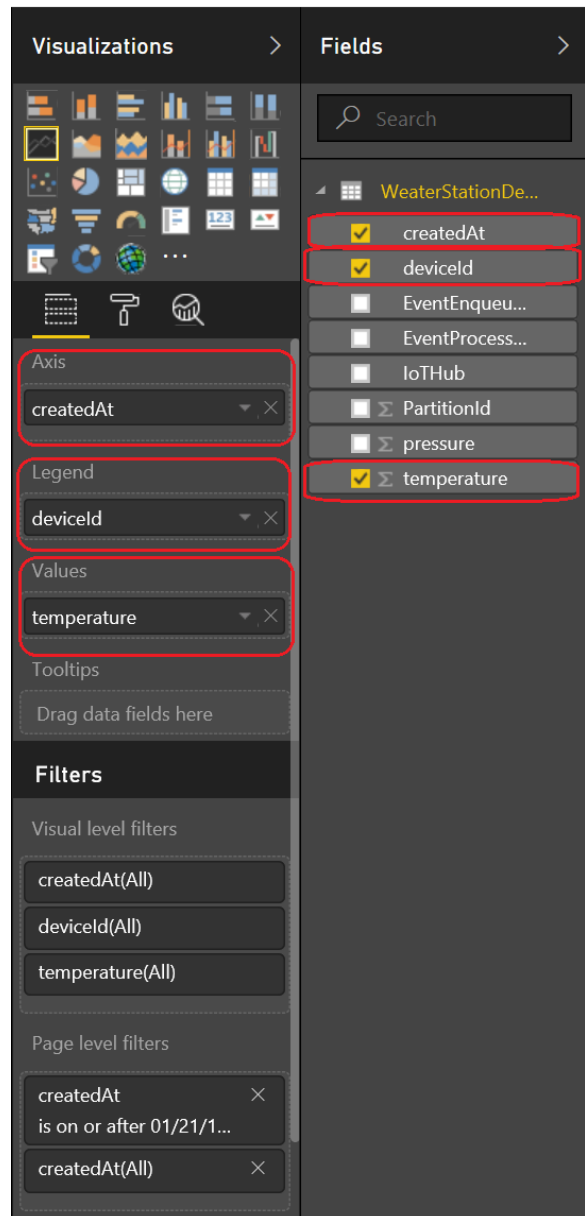 Visualizations
Fields
Search
123
WeaterStationDe...
createdAt
deviceId
EventEnqueu...
EventProcess...
IoTHub
PartitionId
pressure
temperature
Axis
createdAt
Legend
deviceId
Values
temperature
Tooltips
Drag data fields here
Filters
Visual level filters
createdAt(All)
deviceId(All)
temperature(All)
Page level filters
createdAt
is on or after 01/21/1...
createdAt(All)